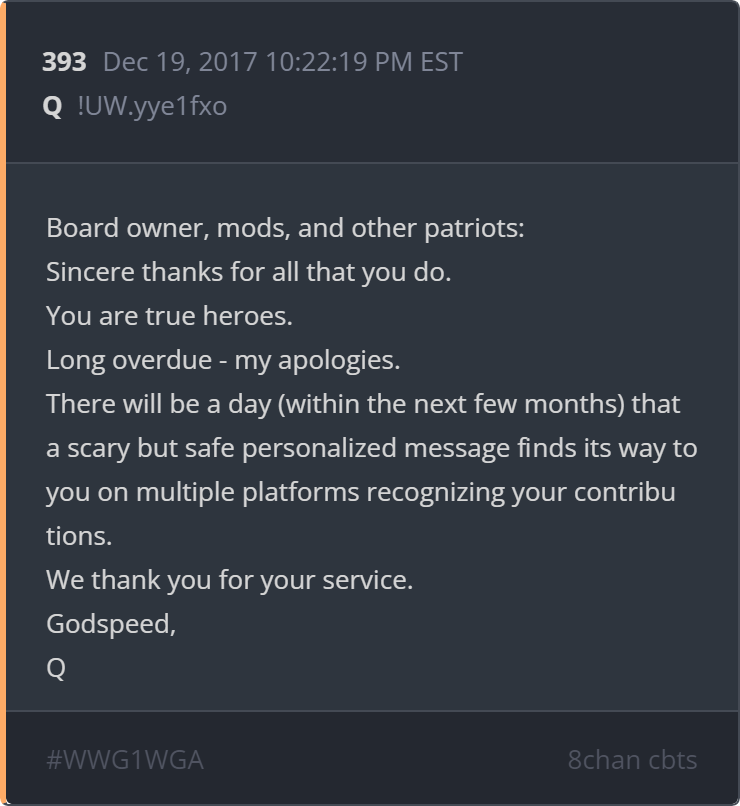 393 Dec 19, 2017 10:22:19 PM EST
Q !UW.yye1fxo
Board owner, mods, and other patriots:
Sincere thanks for all that you do.
You are true heroes.
Long overdue - my apologies.
There will be a day (within the next few months) that
a scary but safe personalized message finds its way to
you on multiple platforms recognizing your contribu
tions.
We thank you for your service.
Godspeed,
Q
#WWG1WGA 8chan cbts